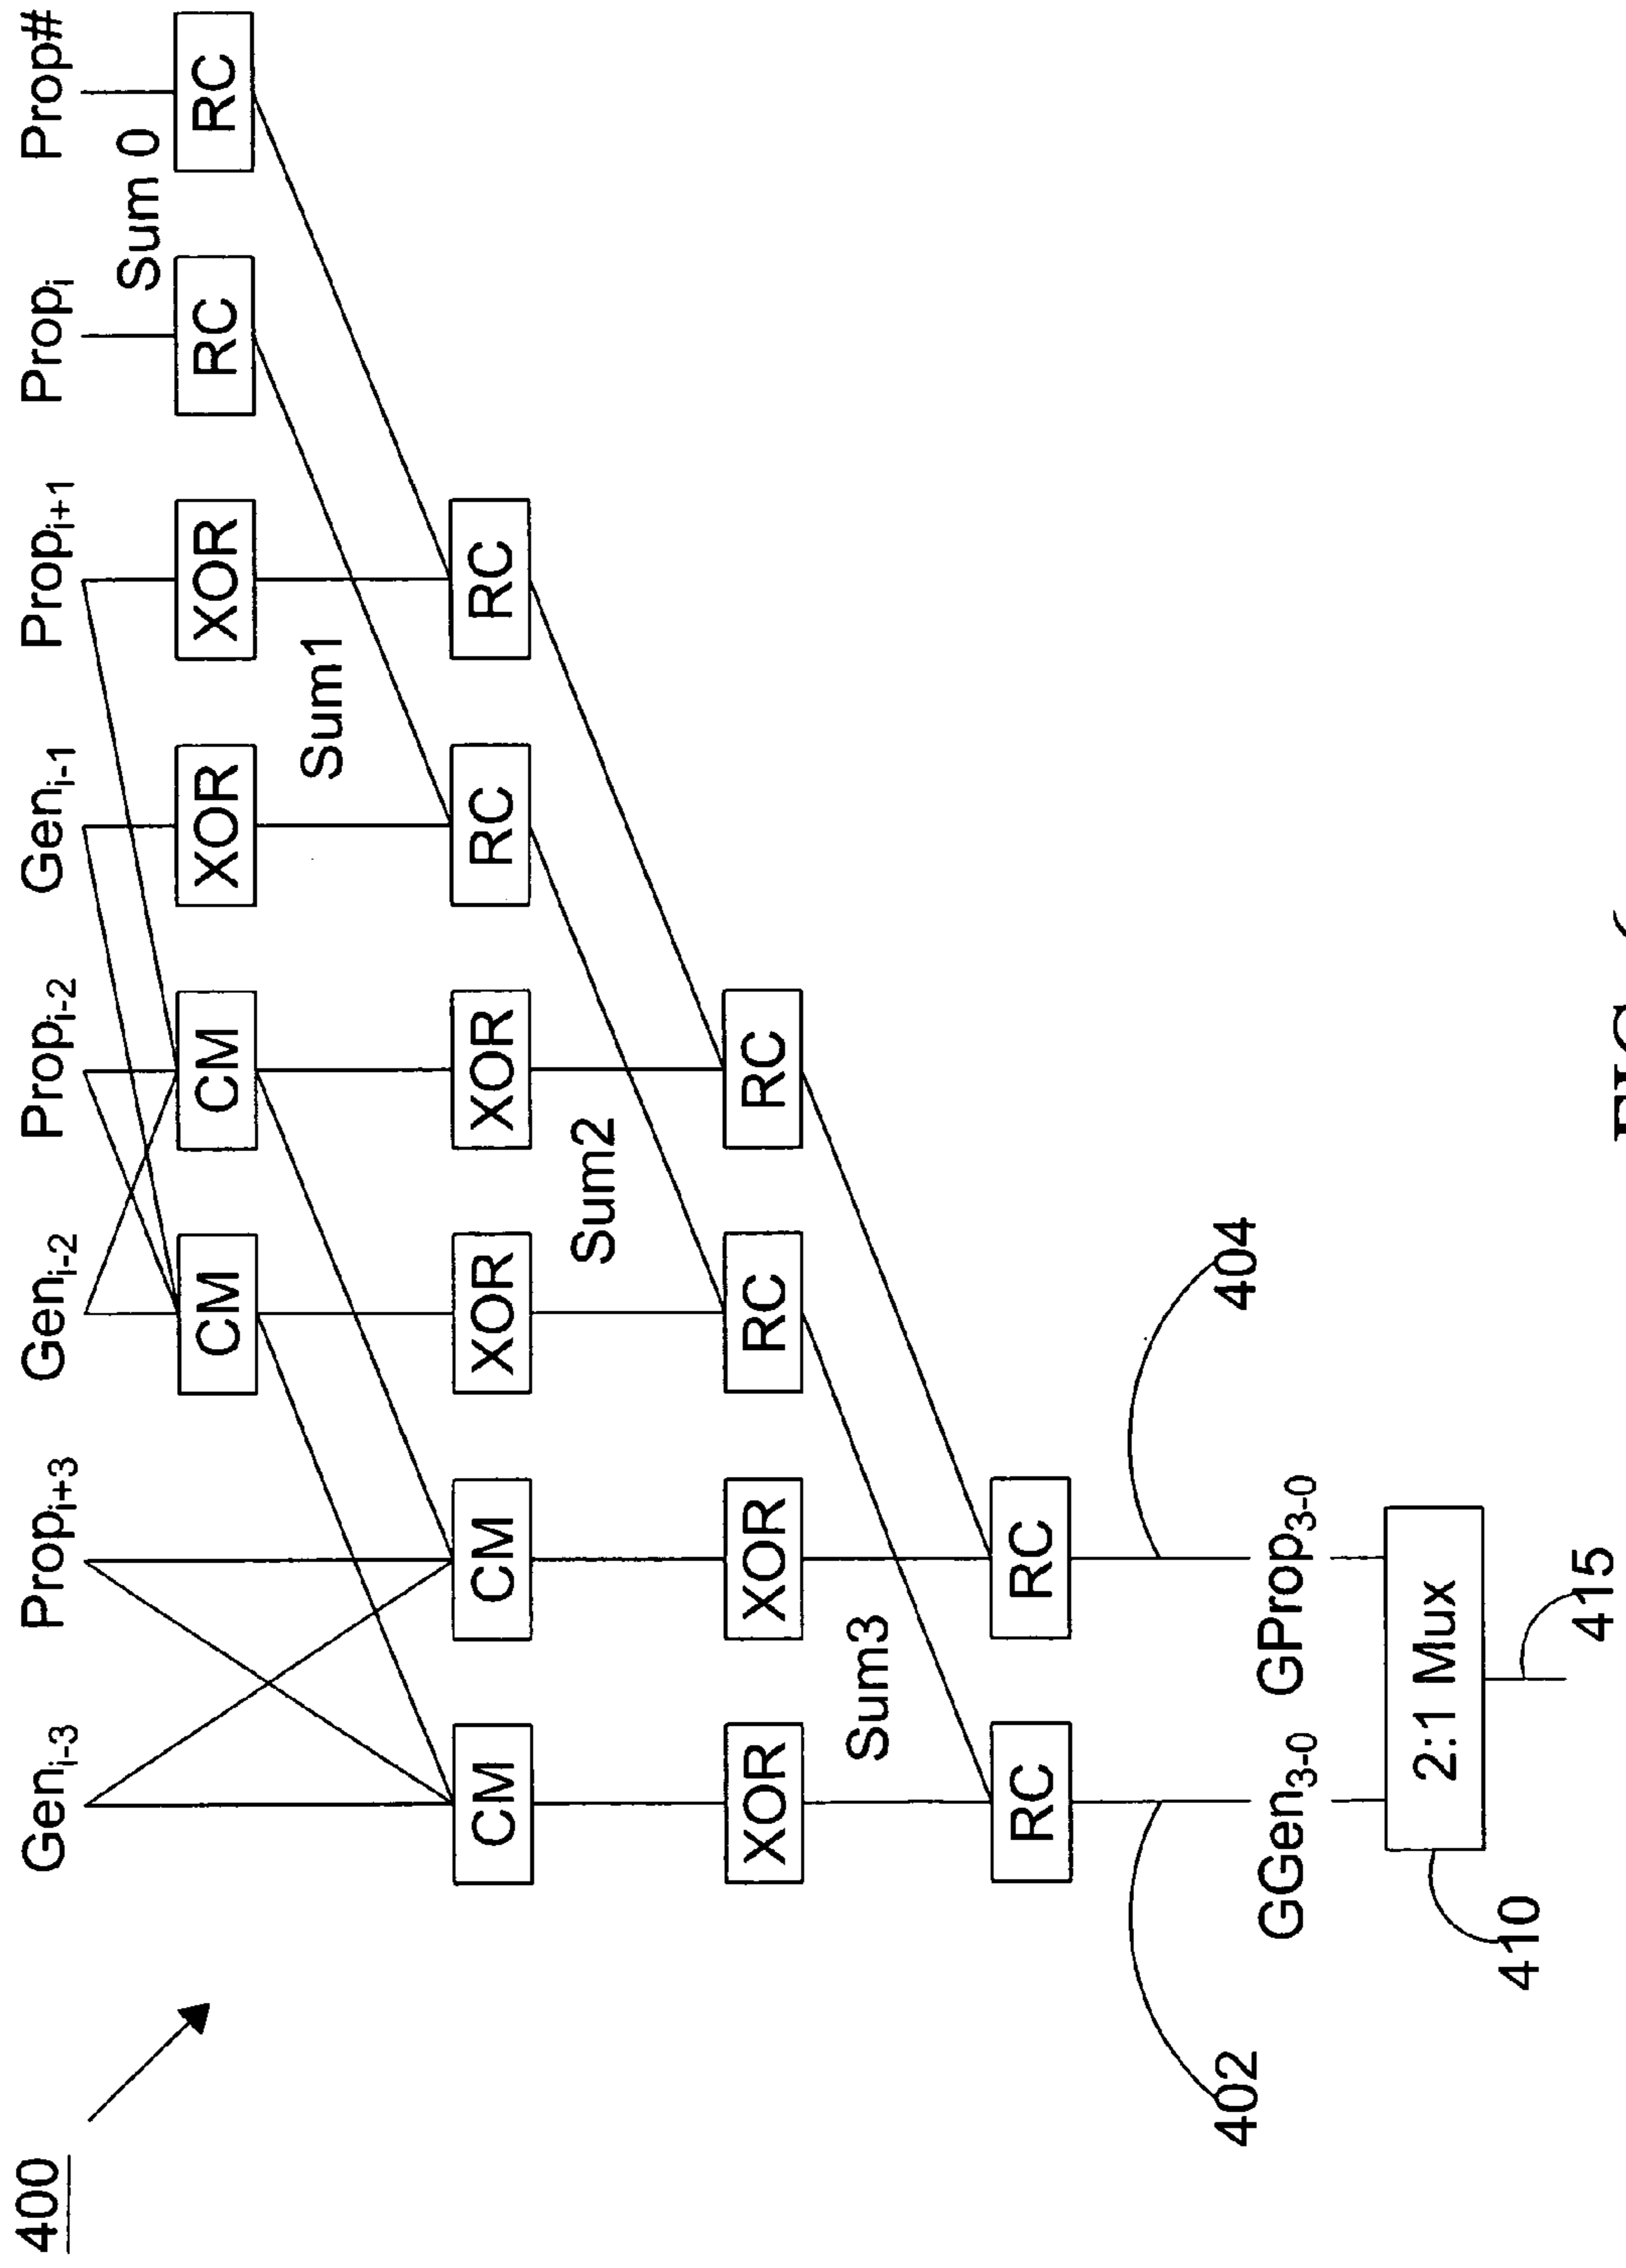 400
Gen_{i-3} Prop_{i+3} Gen_{i-2} Prop_{i-2} Gen_{i-1} Prop_{i+1} Prop_i Prop#
Sum 0
CM CM XOR XOR RC RC
Sum1
CM CM XOR XOR RC RC
Sum2
XOR XOR RC RC
Sum3
RC RC
402 404
GGen_{3-0} GProp_{3-0}
2:1 Mux
410 415